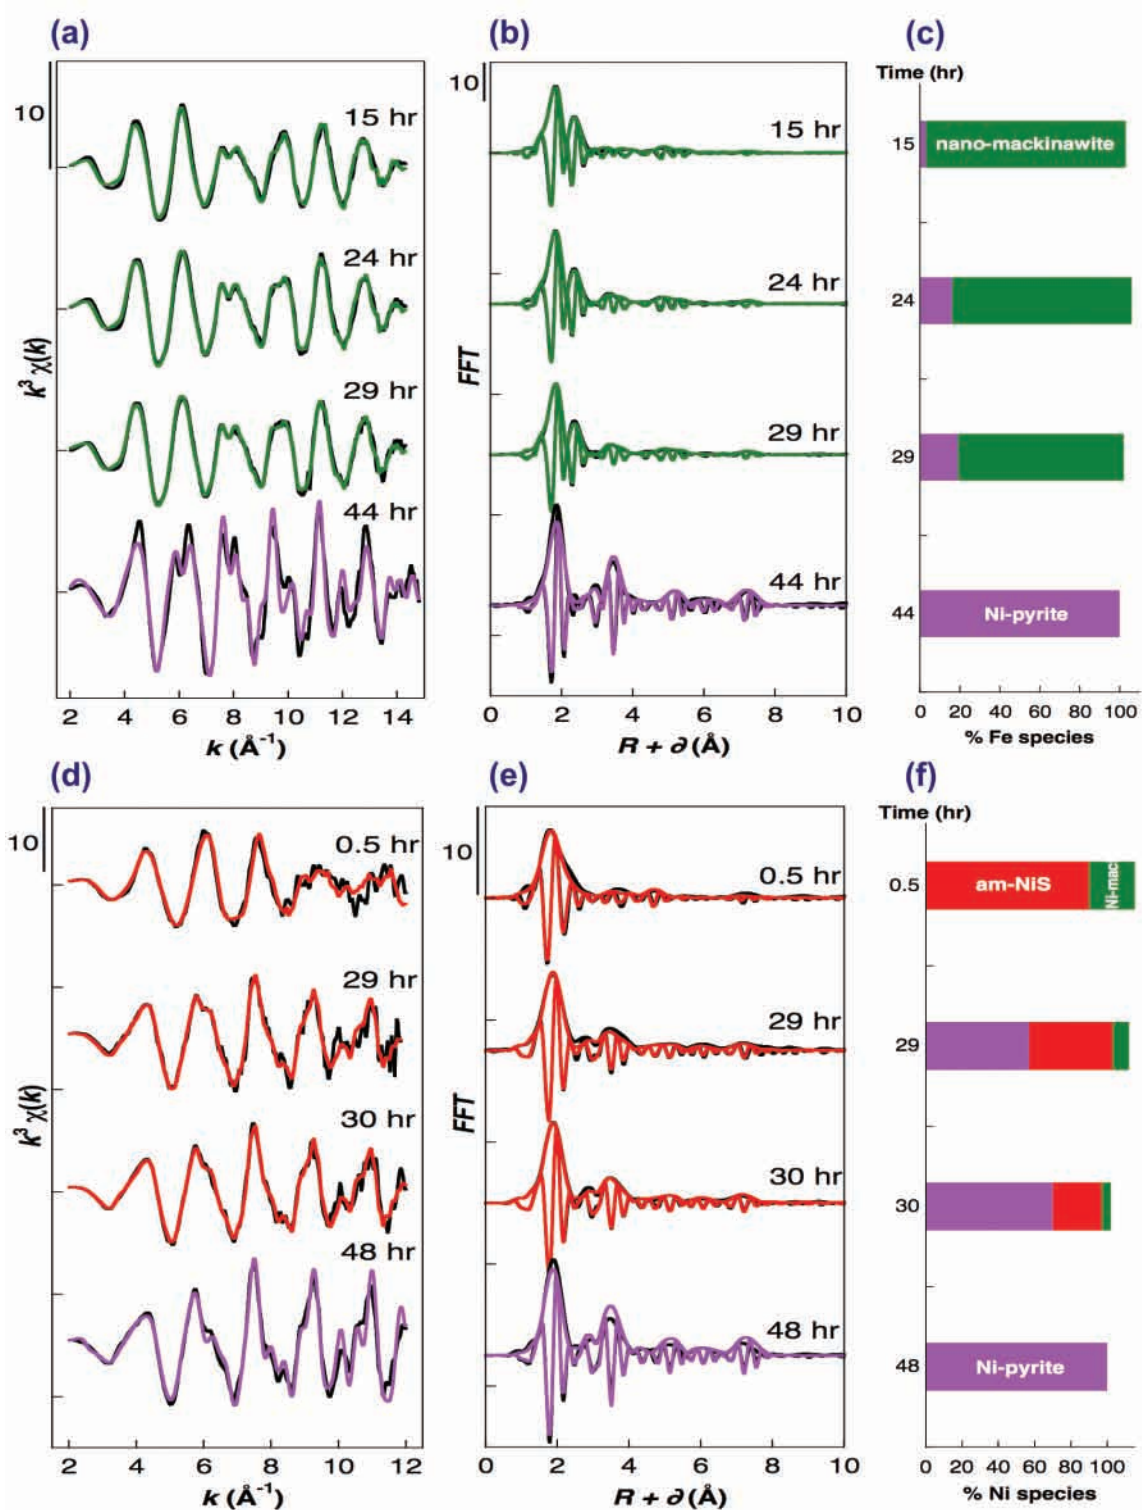 (a) (b) (c)
Time (hr)
10
10
15 hr
15 hr
15
nano-mackinawite
24 hr
24 hr
24
k³ χ(k)
FFT
29 hr
29 hr
29
44 hr
44 hr
44
Ni-pyrite
2 4 6 8 10 12 14
0 2 4 6 8 10
0 20 40 60 80 100
k (Å⁻¹)
R + ∂ (Å)
% Fe species
(d) (e) (f)
Time (hr)
10
10
0.5 hr
0.5 hr
0.5
am-NiS
Ni-mac
29 hr
29 hr
29
k³ χ(k)
FFT
30 hr
30 hr
30
48 hr
48 hr
48
Ni-pyrite
2 4 6 8 10 12
0 2 4 6 8 10
0 20 40 60 80 100
k (Å⁻¹)
R + ∂ (Å)
% Ni species